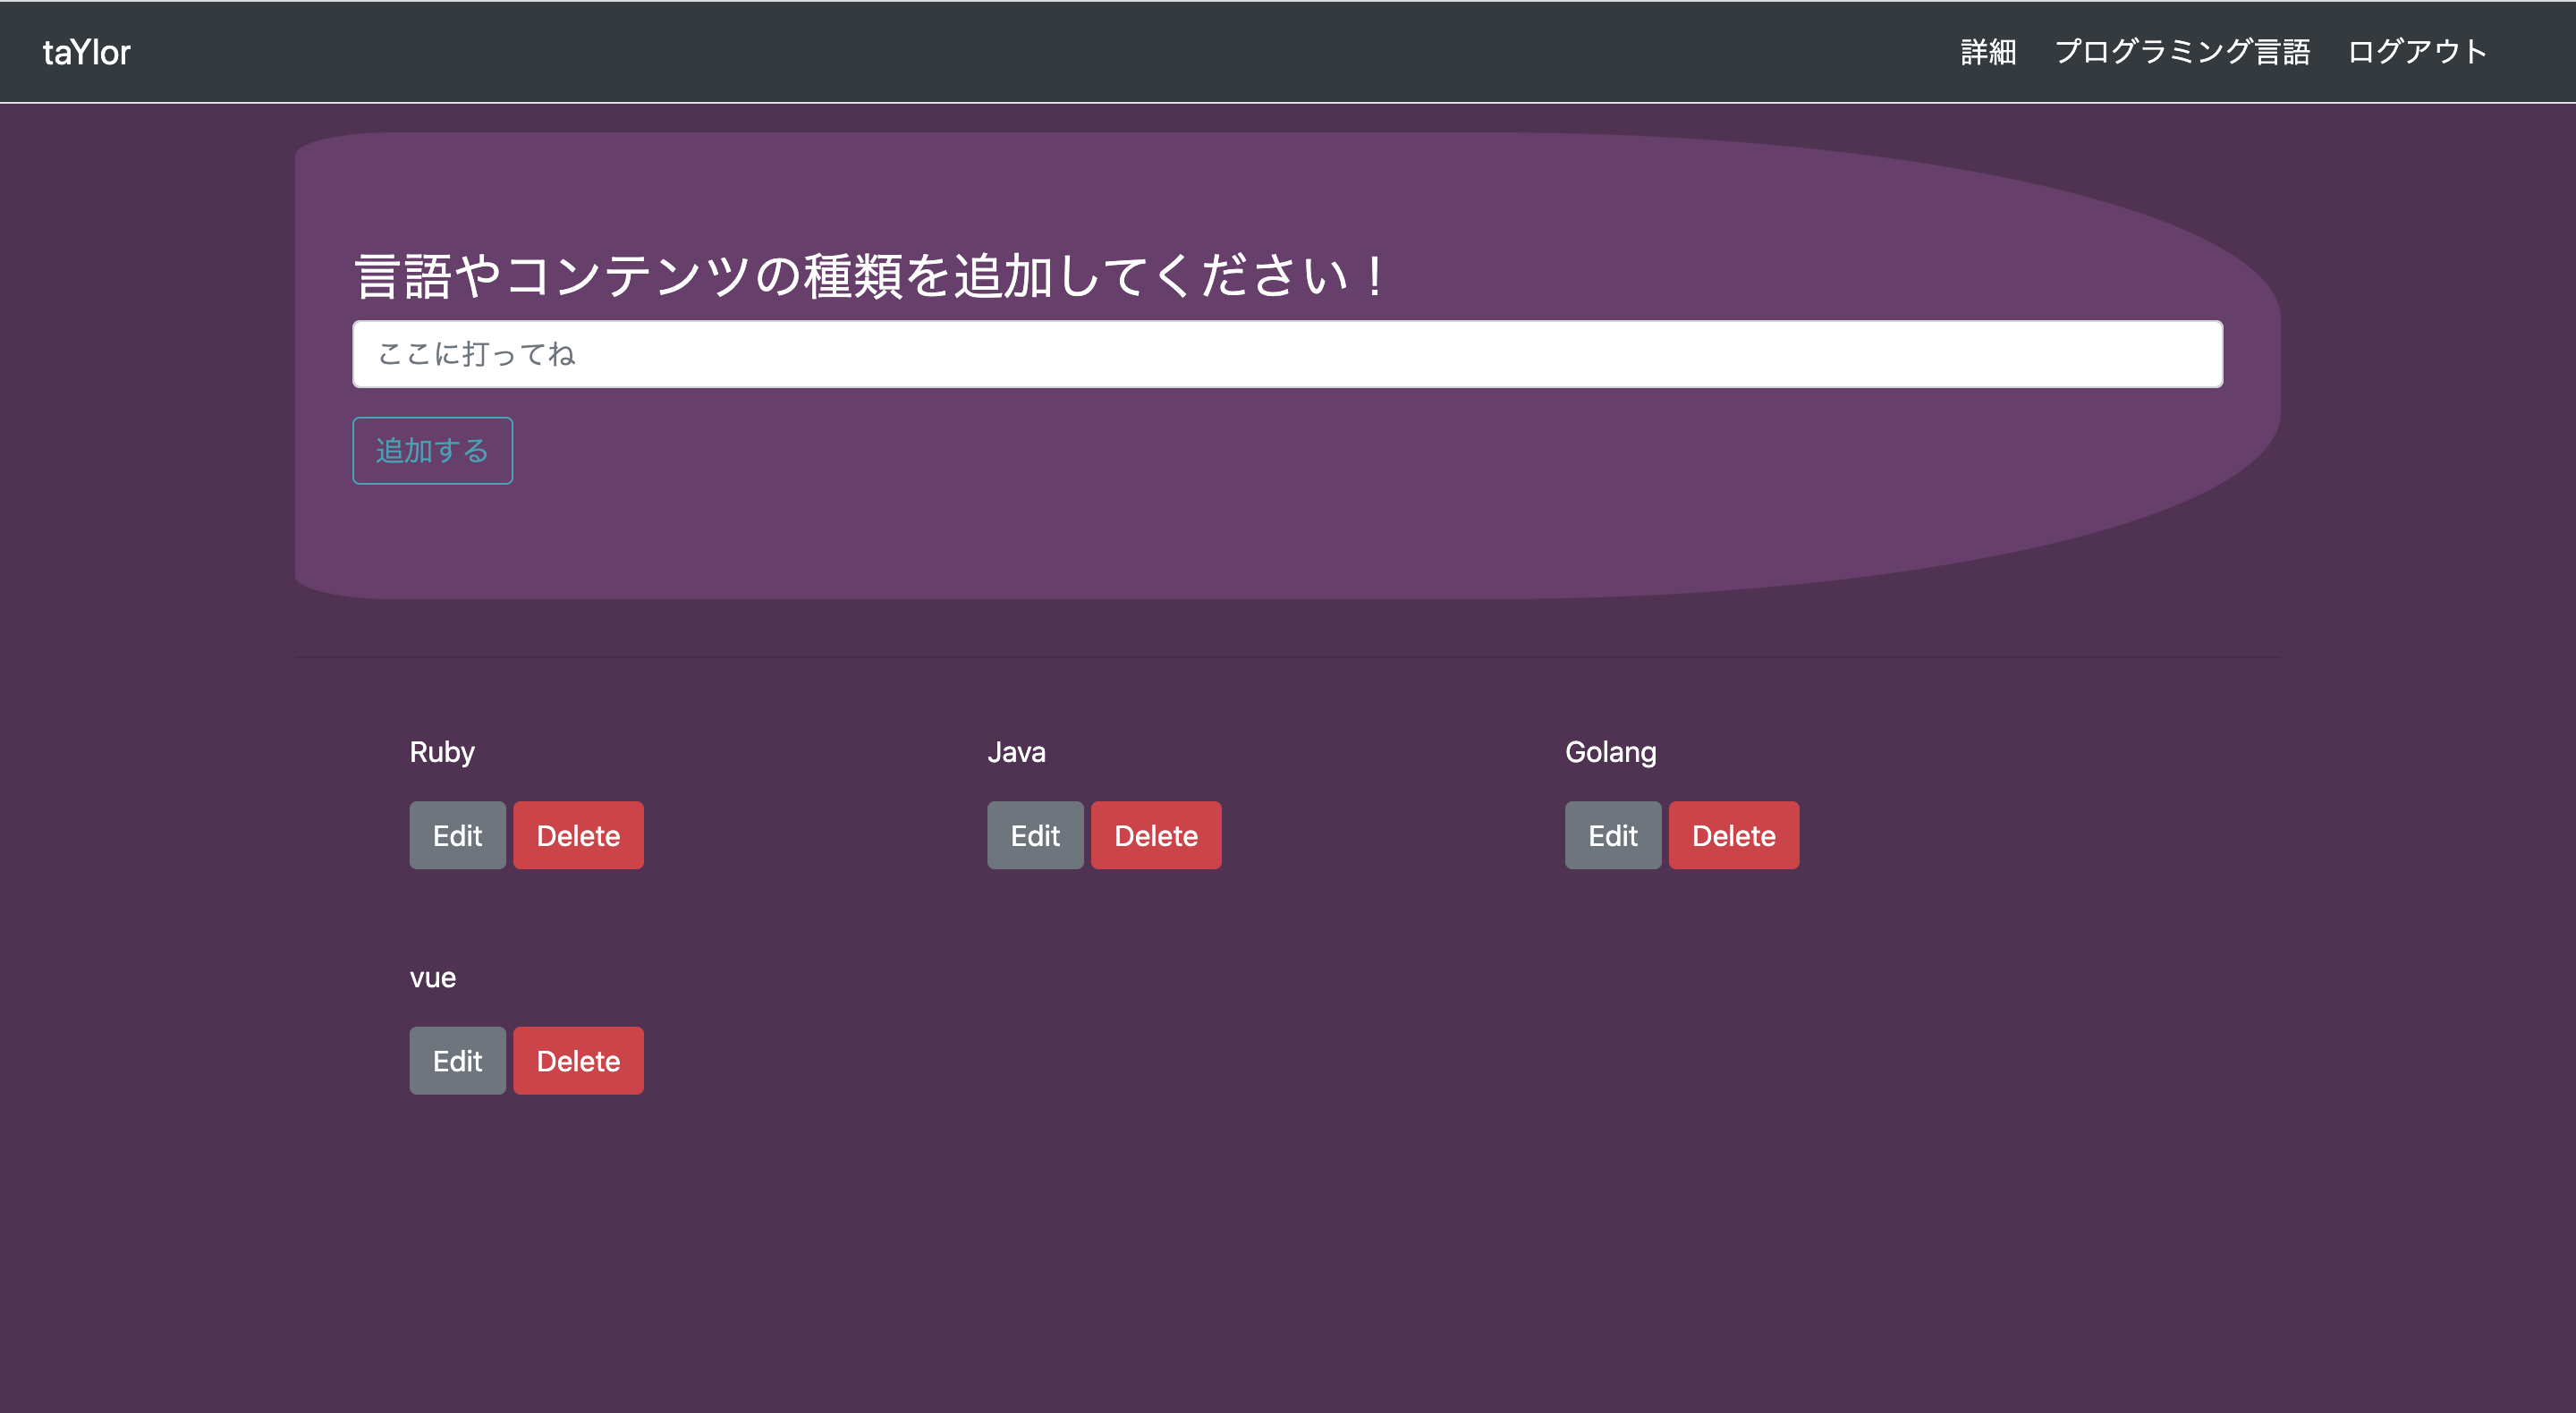 taYlor 詳細 プログラミング言語 ログアウト
言語やコンテンツの種類を追加してください！
ここに打ってね
追加する
Ruby Java Golang
Edit Delete Edit Delete Edit Delete
vue
Edit Delete